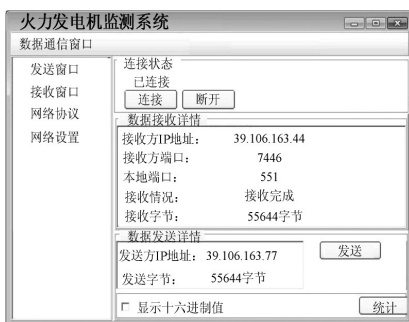 火力发电机监测系统
数据通信窗口
发送窗口
接收窗口
网络协议
网络设置
连接状态
已连接
连接 断开
数据接收详情
接收方IP地址： 39.106.163.44
接收方端口： 7446
本地端口： 551
接收情况： 接收完成
接收字节： 55644字节
数据发送详情
发送方IP地址： 39.106.163.77
发送字节： 55644字节
发送
显示十六进制值
统计